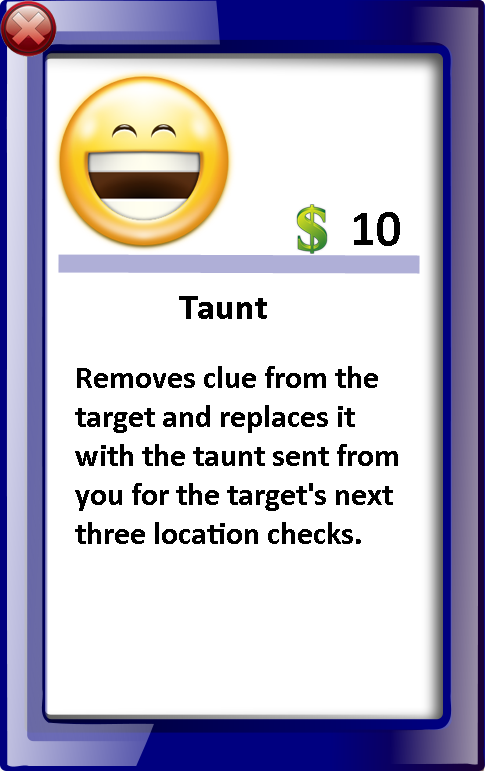 $ 10
Taunt
Removes clue from the
target and replaces it
with the taunt sent from
you for the target's next
three location checks.